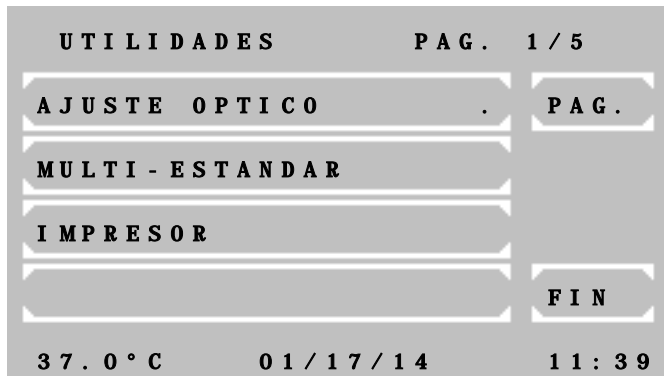 UTILIDADES PAG. 1/5
AJUSTE OPTICO . PAG.
MULTI-ESTANDAR
IMPRESOR
FIN
37.0°C 01/17/14 11:39